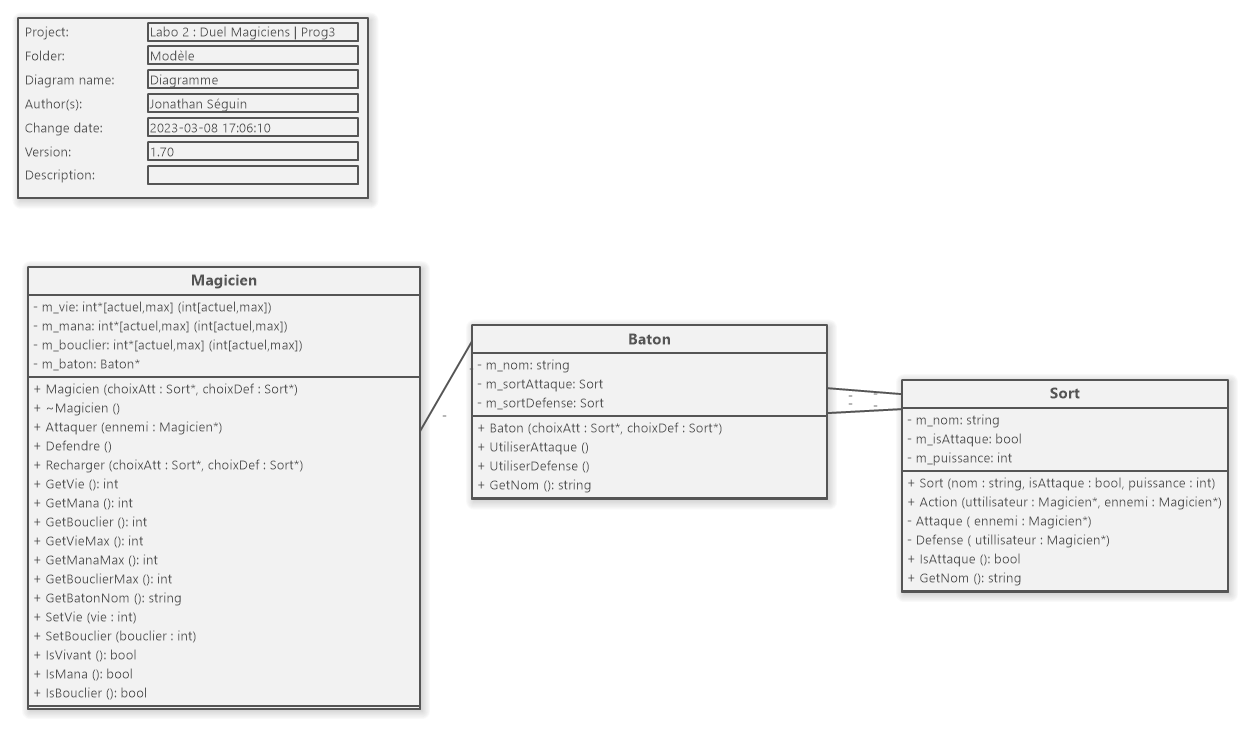 Project: Labo 2 : Duel Magiciens | Prog3
Folder: Modèle
Diagram name: Diagramme
Author(s): Jonathan Séguin
Change date: 2023-03-08 17:06:10
Version: 1.70
Description:
Magicien
- m_vie: int*[actuel,max] (int[actuel,max])
- m_mana: int*[actuel,max] (int[actuel,max])
- m_bouclier: int*[actuel,max] (int[actuel,max])
- m_baton: Baton*
+ Magicien (choixAtt : Sort*, choixDef : Sort*)
+ ~Magicien ()
+ Attaquer (ennemi : Magicien*)
+ Defendre ()
+ Recharger (choixAtt : Sort*, choixDef : Sort*)
+ GetVie (): int
+ GetMana (): int
+ GetBouclier (): int
+ GetVieMax (): int
+ GetManaMax (): int
+ GetBouclierMax (): int
+ GetBatonNom (): string
+ SetVie (vie : int)
+ SetBouclier (bouclier : int)
+ IsVivant (): bool
+ IsMana (): bool
+ IsBouclier (): bool
Baton
- m_nom: string
- m_sortAttaque: Sort
- m_sortDefense: Sort
+ Baton (choixAtt : Sort*, choixDef : Sort*)
+ UtiliserAttaque ()
+ UtiliserDefense ()
+ GetNom (): string
Sort
- m_nom: string
- m_isAttaque: bool
- m_puissance: int
+ Sort (nom : string, isAttaque : bool, puissance : int)
+ Action (uttilisateur : Magicien*, ennemi : Magicien*)
- Attaque ( ennemi : Magicien*)
- Defense ( utillisateur : Magicien*)
+ IsAttaque (): bool
+ GetNom (): string